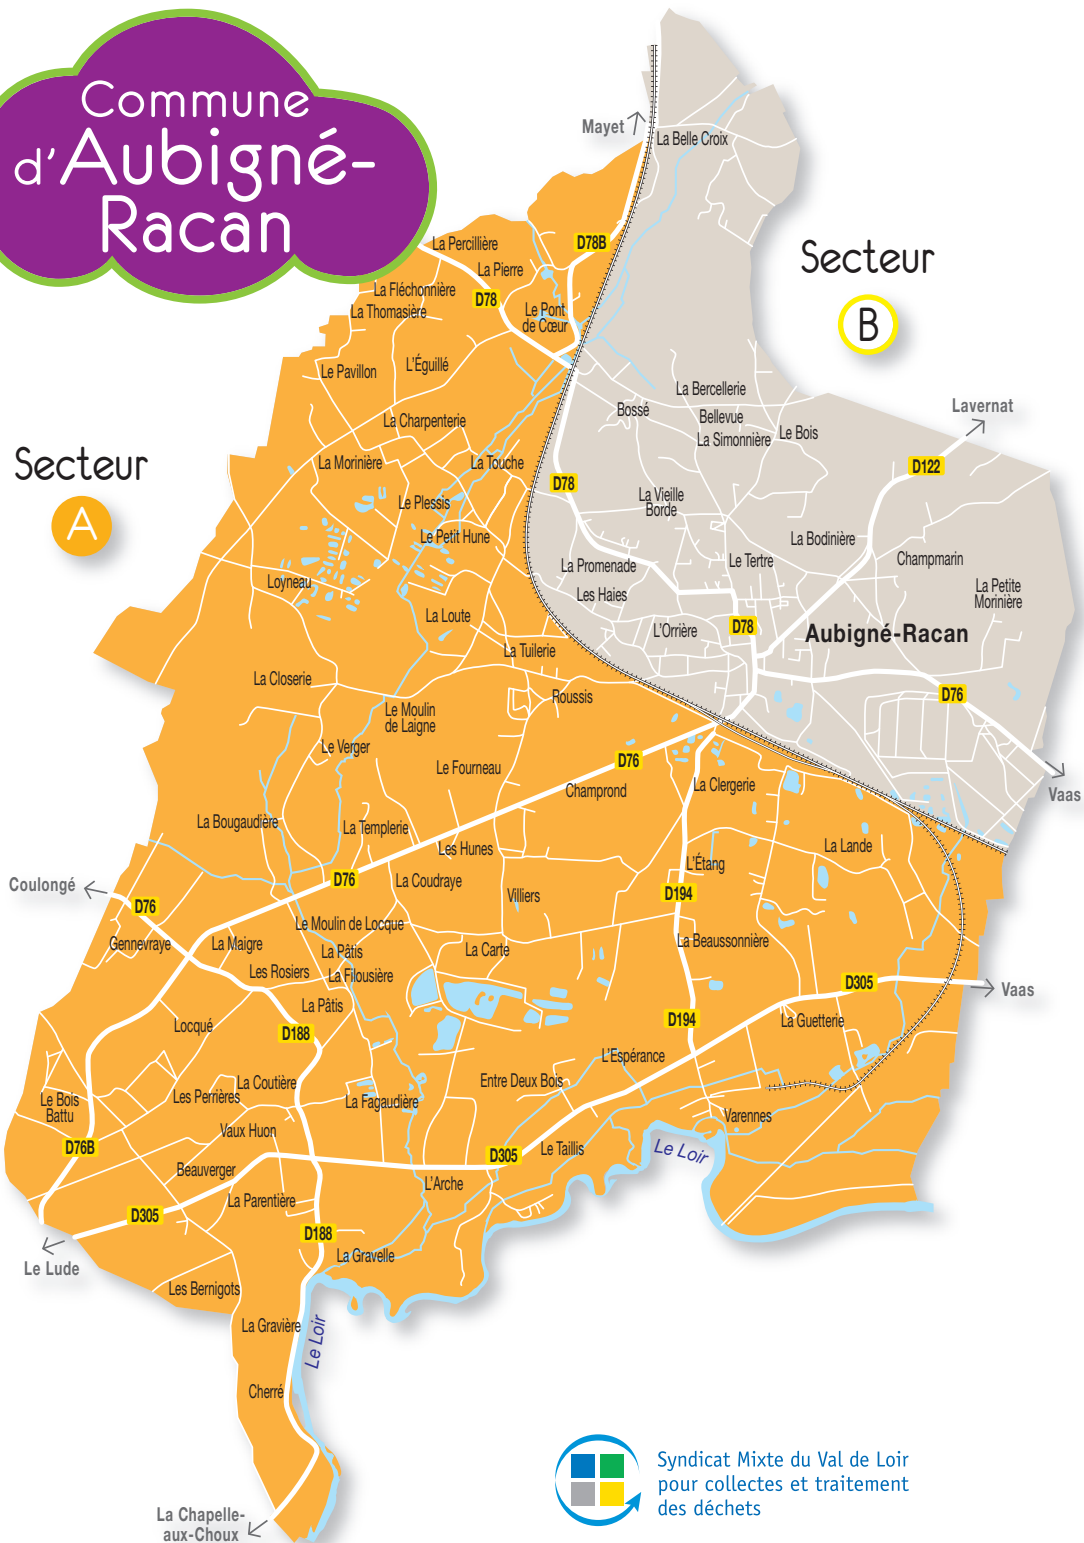 Commune
d'Aubigné-
Racan
Mayet
La Belle Croix
La Percillière
D78B
La Pierre
Secteur
B
La Fléchonnière
D78
La Thomasière
Le Pont
de Cœur
L'Éguillé
Le Pavillon
La Bercellerie
Bossé
Bellevue
Lavernat
La Charpenterie
La Simonnière
Le Bois
Secteur
A
La Morinière
La Touche
D122
D78
Le Plessis
La Vieille
Borde
Le Petit Hune
La Bodinière
Le Tertre
Champmarin
La Promenade
Loyneau
Les Haies
La Petite
Morinière
La Loute
L'Orrière
D78
Aubigné-Racan
La Tuilerie
La Closerie
Roussis
D76
Le Moulin
de Laigne
Le Verger
D76
Le Fourneau
Champrond
La Clergerie
Vaas
La Bougaudière
La Templerie
Les Hunes
La Lande
L'Étang
D76
La Coudraye
Coulongé
D76
Villiers
D194
Le Moulin de Locque
Gennevraye
La Maigre
La Pâtis
La Carte
La Beaussonnière
Les Rosiers
La Filousière
D305
Vaas
La Pâtis
D194
La Guetterie
Locqué
D188
L'Espérance
La Coutière
Entre Deux Bois
Les Perrières
La Fagaudière
Le Bois
Battu
Varennes
Vaux Huon
D76B
D305
Le Taillis
Le Loir
Beauverger
L'Arche
La Parentière
D305
D188
La Gravelle
Le Lude
Les Bernigots
La Gravière
Le Loir
Cherré
Syndicat Mixte du Val de Loir
pour collectes et traitement
des déchets
La Chapelle-
aux-Choux